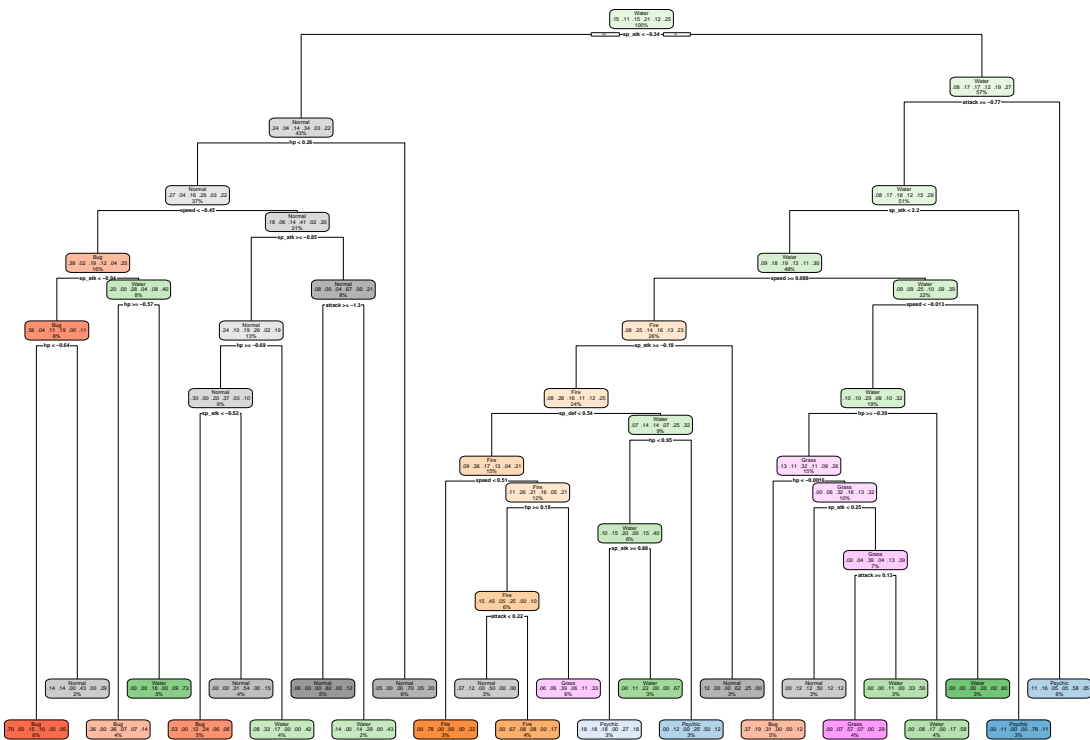 Water
.15 .11 .15 .21 .12 .25
100%
sp_atk < −0.34
Water
.08 .17 .17 .12 .19 .27
57%
attack >= −0.77
Normal
.24 .04 .14 .34 .03 .22
43%
hp < 0.26
Normal
.27 .04 .16 .28 .03 .22
37%
speed < −0.45
Water
.08 .17 .18 .12 .15 .29
51%
sp_atk < 2.2
Normal
.18 .06 .14 .41 .02 .20
21%
sp_atk >= −0.85
Bug
.38 .02 .19 .12 .04 .25
16%
sp_atk < −0.94
Water
.09 .18 .19 .13 .11 .30
48%
speed >= 0.088
Water
.20 .00 .28 .04 .08 .40
8%
hp >= −0.57
Normal
.08 .00 .04 .67 .00 .21
8%
attack >= −1.3
Water
.09 .09 .25 .10 .09 .39
22%
speed < −0.013
Bug
.56 .04 .11 .19 .00 .11
8%
hp < −0.64
Normal
.24 .10 .19 .26 .02 .19
13%
hp >= −0.69
Fire
.08 .25 .14 .16 .13 .23
26%
sp_atk >= −0.18
Normal
.30 .00 .20 .37 .03 .10
9%
sp_atk < −0.52
Fire
.08 .28 .16 .11 .12 .25
24%
sp_def < 0.54
Water
.10 .10 .29 .08 .10 .32
19%
hp >= −0.39
Water
.07 .14 .14 .07 .25 .32
9%
hp < 0.95
Fire
.09 .36 .17 .13 .04 .21
15%
speed < 0.51
Grass
.13 .11 .32 .11 .09 .26
15%
hp < −0.0016
Fire
.11 .26 .21 .16 .05 .21
12%
hp >= 0.18
Grass
.00 .06 .32 .16 .13 .32
10%
sp_atk < 0.25
Water
.10 .15 .20 .00 .15 .40
6%
sp_atk >= 0.88
Grass
.00 .04 .39 .04 .13 .39
7%
attack >= 0.13
Fire
.15 .45 .05 .25 .00 .10
6%
attack < 0.22
Normal
.14 .14 .00 .43 .00 .29
2%
Water
.00 .00 .18 .00 .09 .73
3%
Normal
.00 .00 .31 .54 .00 .15
4%
Normal
.06 .00 .00 .82 .00 .12
5%
Normal
.05 .00 .00 .70 .05 .20
6%
Normal
.37 .12 .00 .50 .00 .00
3%
Grass
.06 .06 .39 .06 .11 .33
6%
Water
.00 .11 .22 .00 .00 .67
3%
Normal
.12 .00 .00 .62 .25 .00
3%
Normal
.00 .12 .12 .50 .12 .12
3%
Water
.00 .00 .11 .00 .33 .56
3%
Water
.00 .00 .00 .20 .00 .80
3%
Psychic
.11 .16 .05 .05 .58 .05
6%
Bug
.70 .00 .15 .10 .00 .05
6%
Bug
.36 .00 .36 .07 .07 .14
4%
Bug
.53 .00 .12 .24 .06 .06
5%
Water
.08 .33 .17 .00 .00 .42
4%
Water
.14 .00 .14 .29 .00 .43
2%
Fire
.00 .78 .00 .00 .00 .22
3%
Fire
.00 .67 .08 .08 .00 .17
4%
Psychic
.18 .18 .18 .00 .27 .18
3%
Psychic
.00 .12 .00 .25 .50 .12
3%
Bug
.37 .19 .31 .00 .00 .12
5%
Grass
.00 .07 .57 .07 .00 .29
4%
Water
.00 .08 .17 .00 .17 .58
4%
Psychic
.00 .11 .00 .00 .78 .11
3%